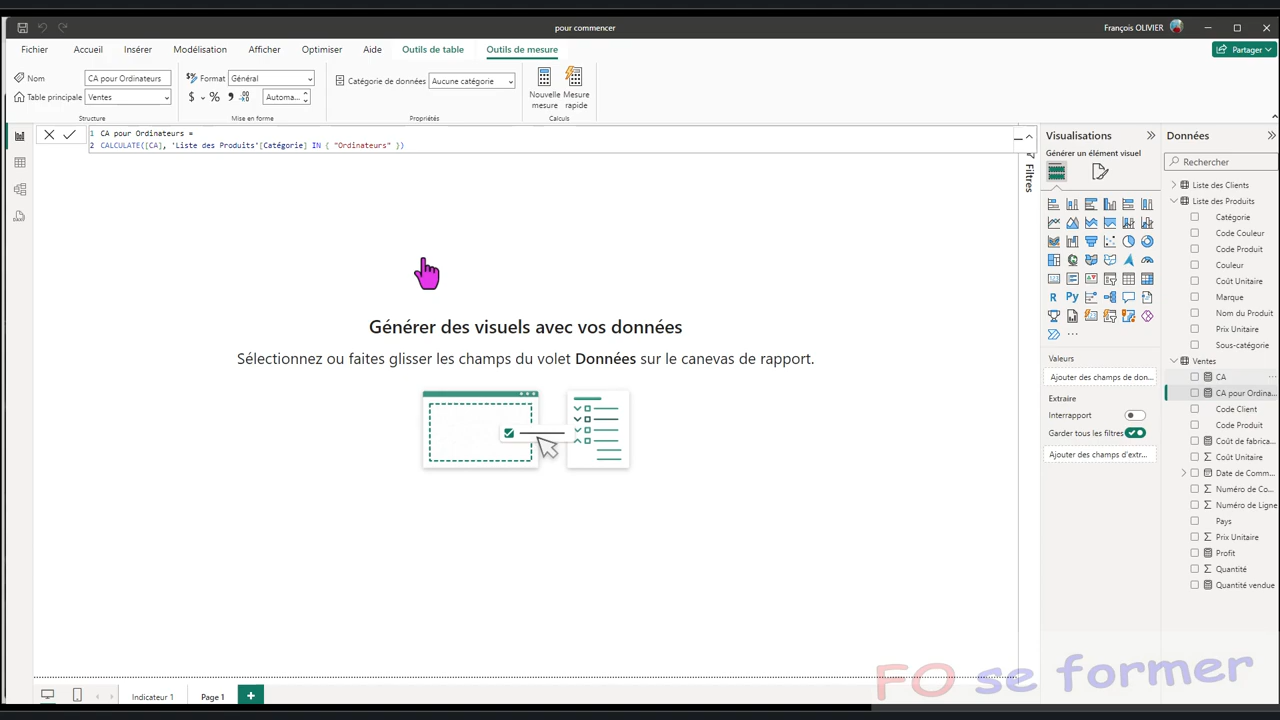 pour commencer
François OLIVIER
Fichier Accueil Insérer Modélisation Afficher Optimiser Aide Outils de table Outils de mesure
Partager
Nom CA pour Ordinateurs
Format Général
Catégorie de données Aucune catégorie
Table principale Ventes
$ % Automa...
Nouvelle mesure
Mesure rapide
Structure Mise en forme Propriétés Calculs
1 CA pour Ordinateurs =
2 CALCULATE([CA], 'Liste des Produits'[Catégorie] IN { "Ordinateurs" })
Générer des visuels avec vos données
Sélectionnez ou faites glisser les champs du volet Données sur le canevas de rapport.
Filtres
Visualisations
Générer un élément visuel
R Py
Valeurs
Ajouter des champs de don...
Extraire
Interrapport
Garder tous les filtres
Ajouter des champs d'extr...
Données
Rechercher
Liste des Clients
Liste des Produits
Catégorie
Code Couleur
Code Produit
Couleur
Coût Unitaire
Marque
Nom du Produit
Prix Unitaire
Sous-catégorie
Ventes
CA
CA pour Ordina...
Code Client
Code Produit
Coût de fabrica...
Coût Unitaire
Date de Comm...
Numéro de Co...
Numéro de Ligne
Pays
Prix Unitaire
Profit
Quantité
Quantité vendue
Indicateur 1 Page 1
FO se former